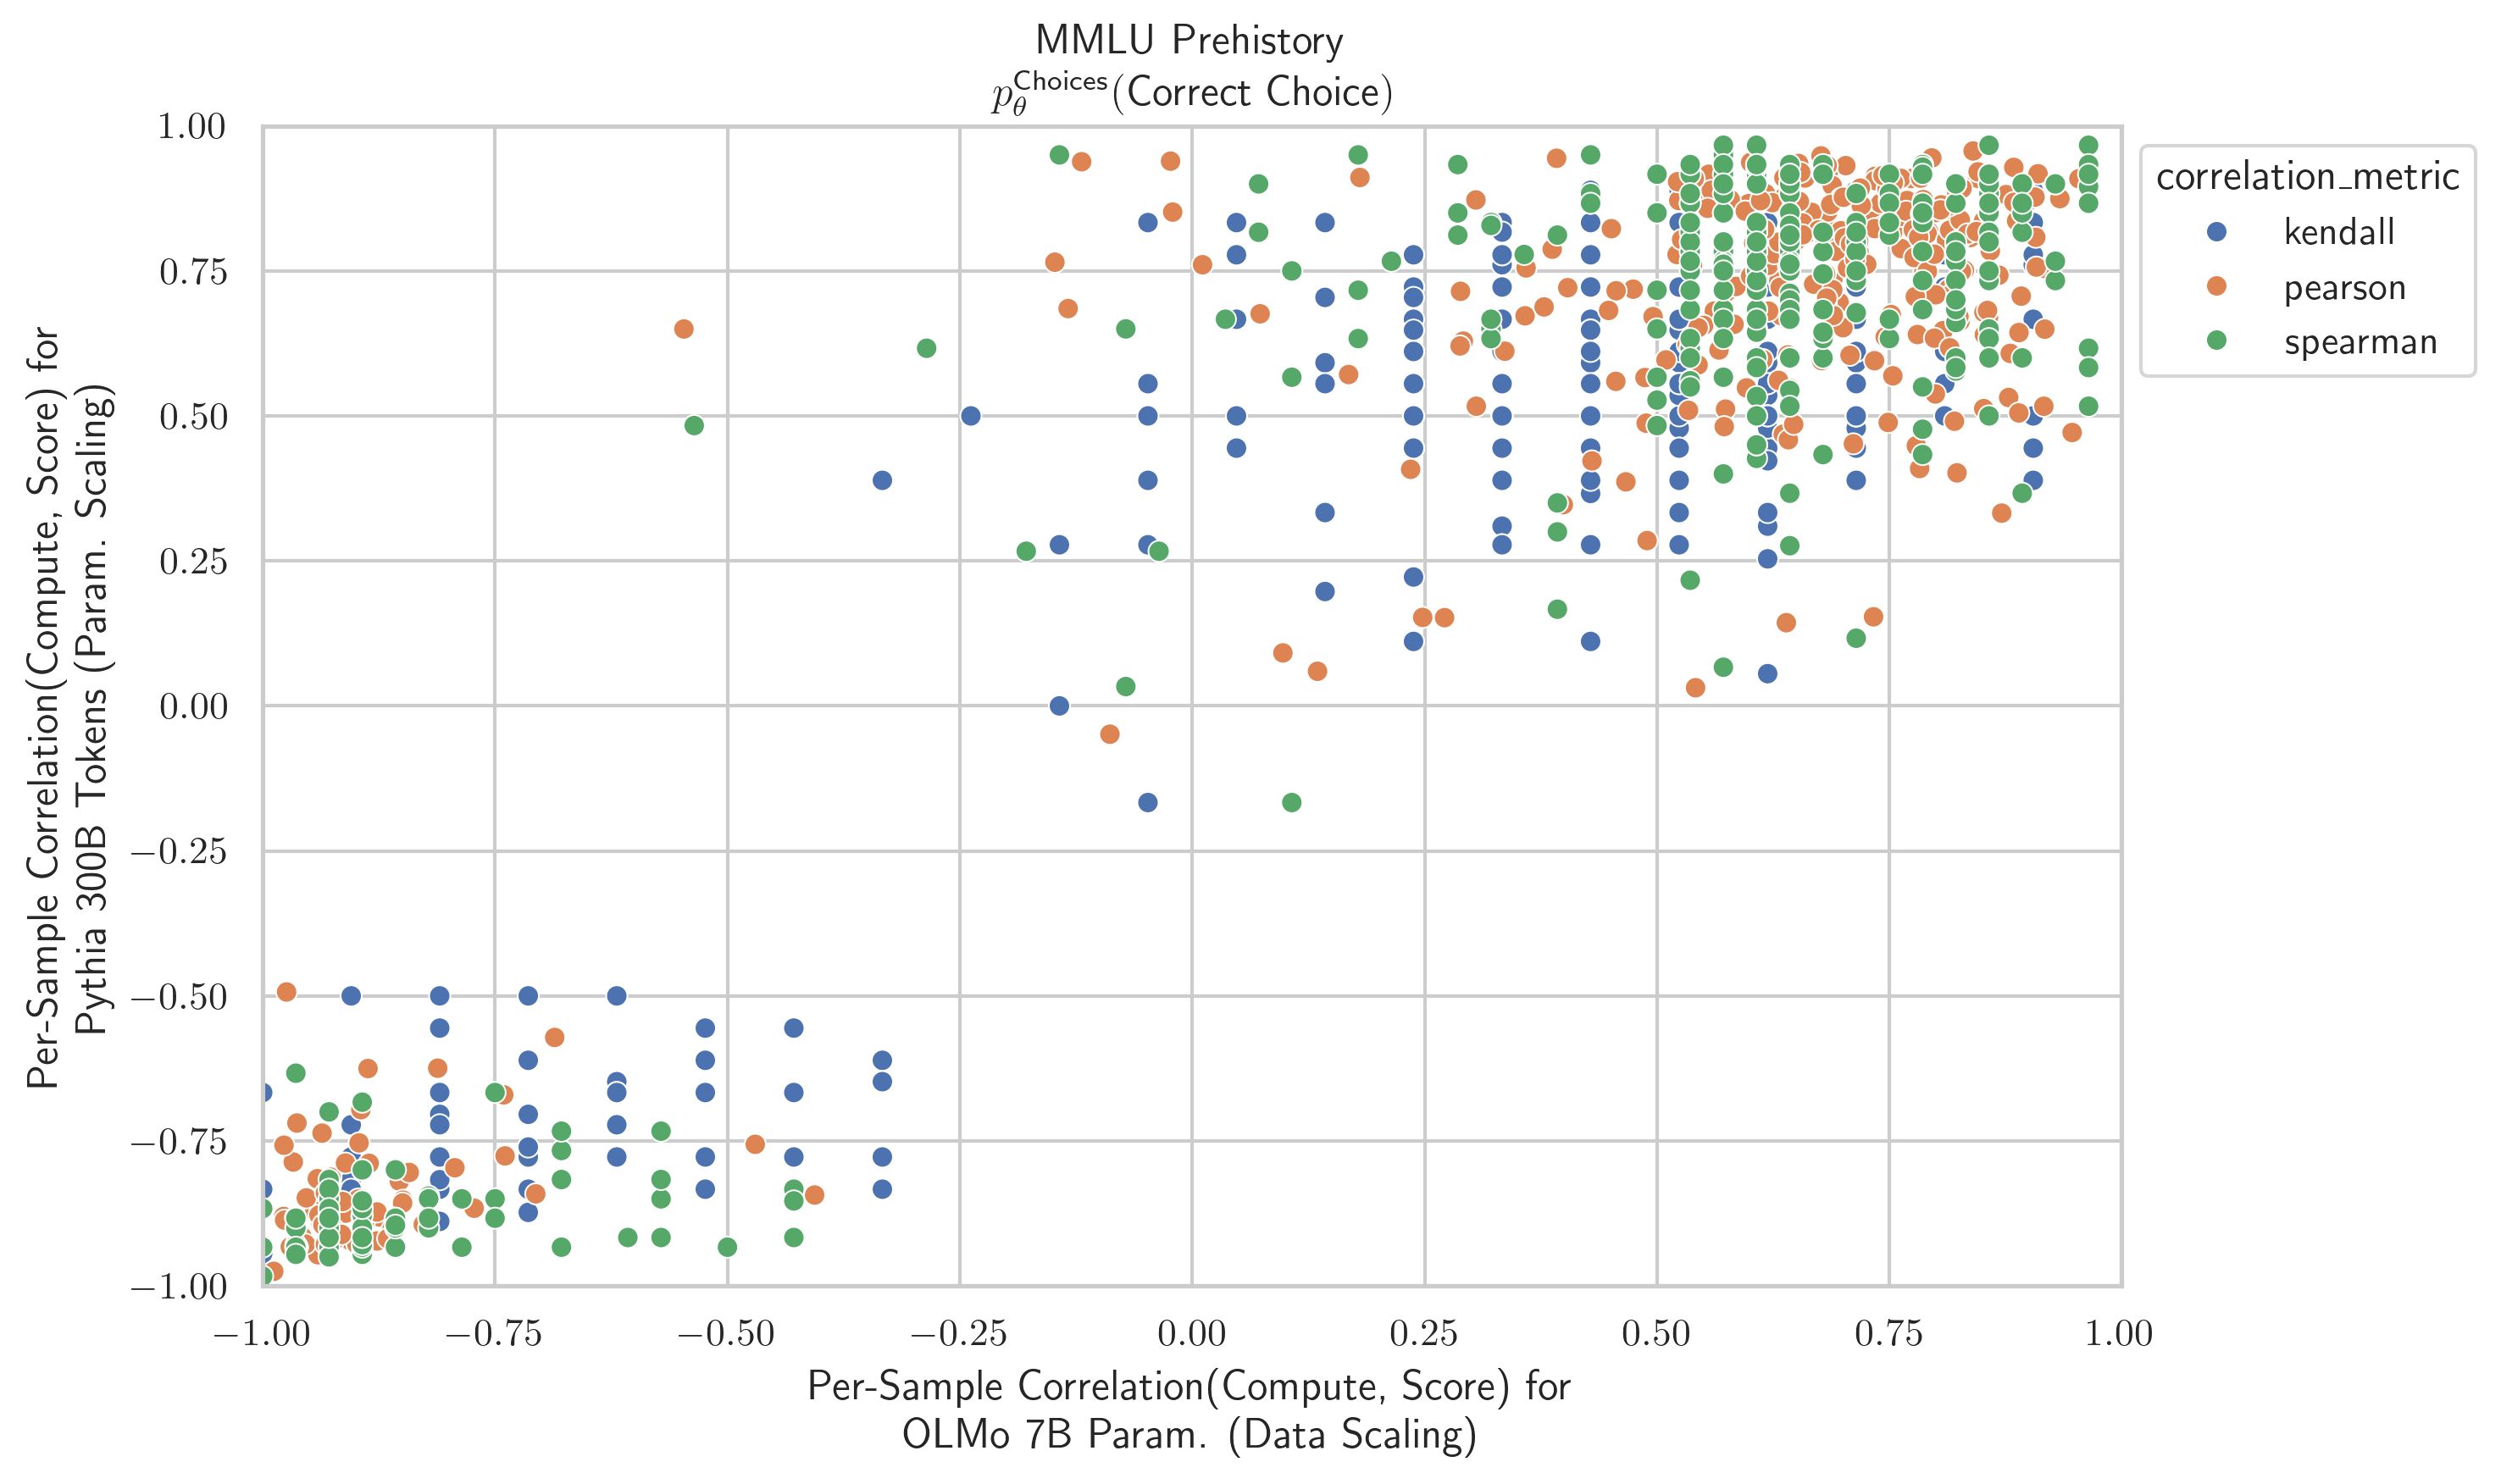 MMLU Prehistory
p_θ^Choices(Correct Choice)
1.00
0.75
0.50
0.25
0.00
−0.25
−0.50
−0.75
−1.00
Per-Sample Correlation(Compute, Score) for
Pythia 300B Tokens (Param. Scaling)
correlation_metric
kendall
pearson
spearman
−1.00 −0.75 −0.50 −0.25 0.00 0.25 0.50 0.75 1.00
Per-Sample Correlation(Compute, Score) for
OLMo 7B Param. (Data Scaling)